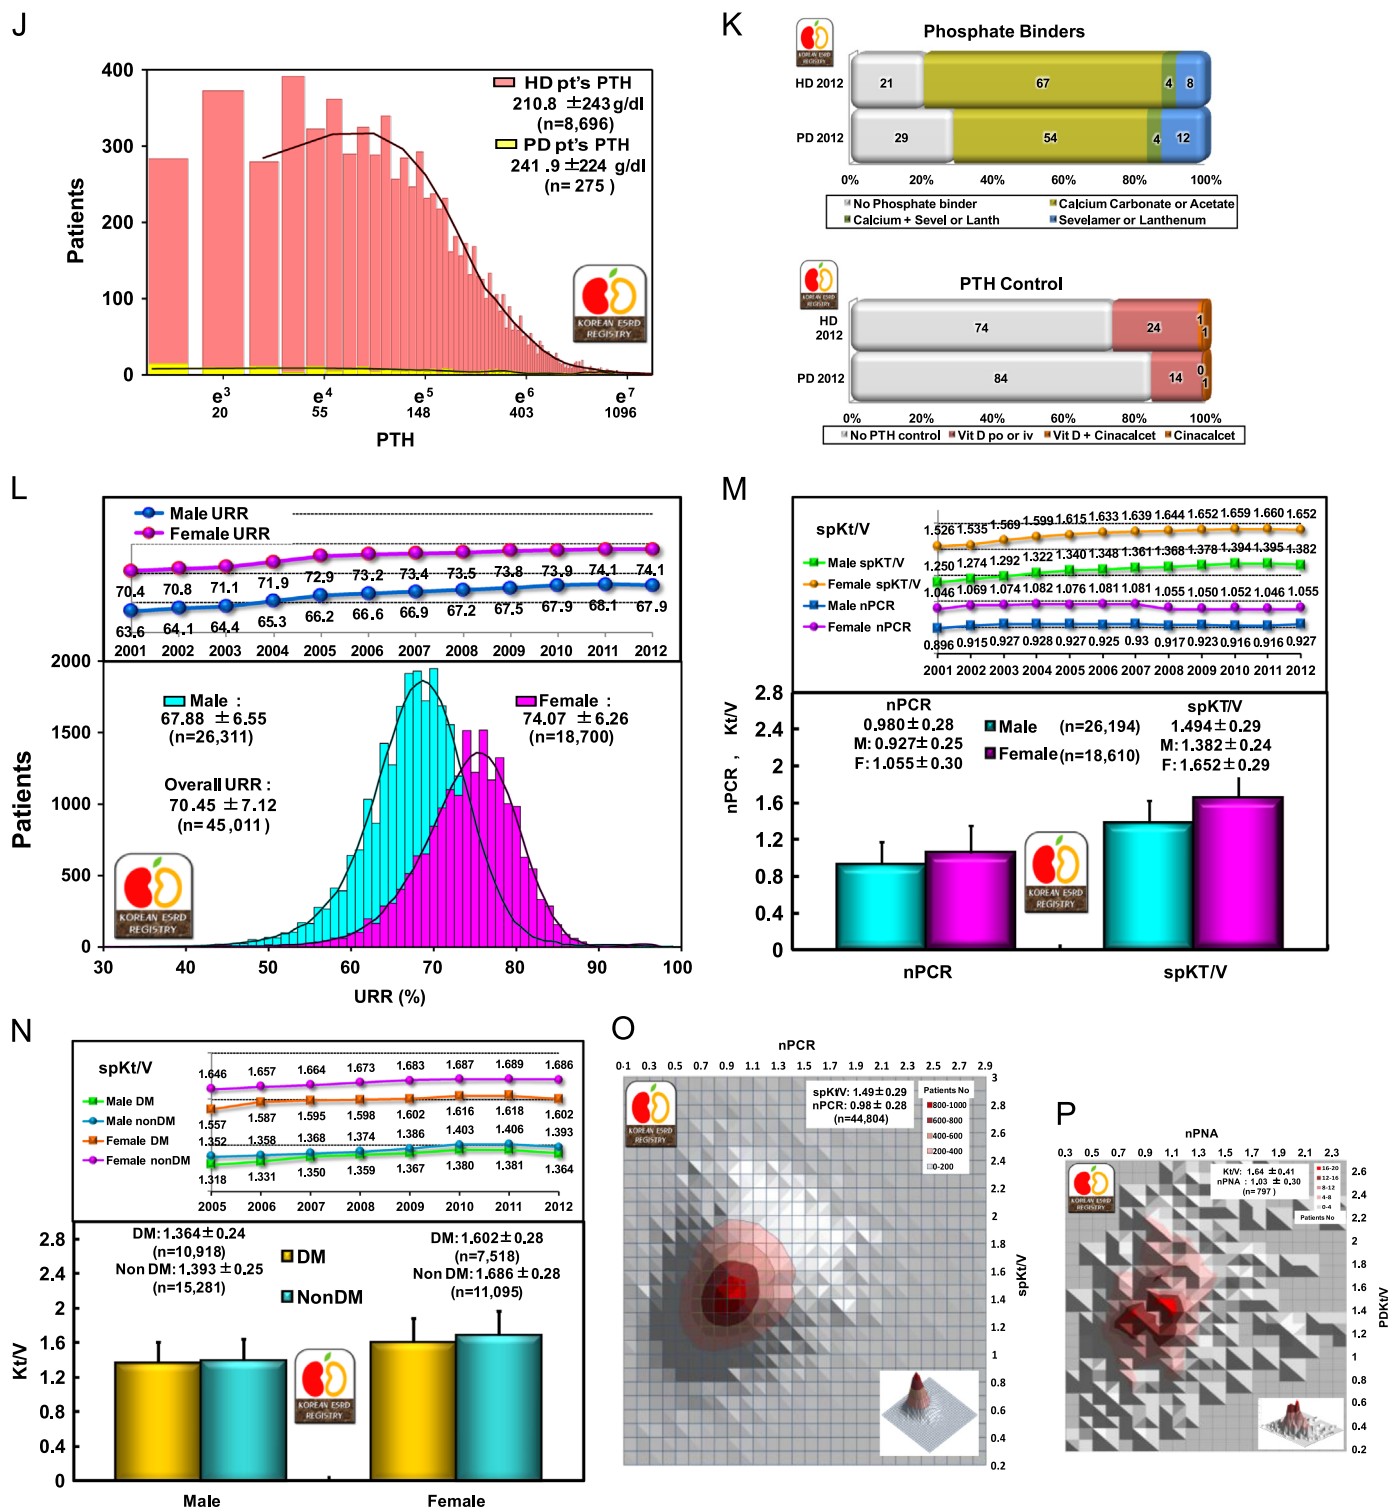 J
400
300
200
100
0
Patients
HD pt's PTH
210.8 ±243 g/dl
(n=8,696)
PD pt's PTH
241 .9 ±224 g/dl
(n= 275 )
KOREAN ESRD
REGISTRY
e3 e4 e5 e6 e7
20 55 148 403 1096
PTH
K
Phosphate Binders
HD 2012 21 67 4 8
PD 2012 29 54 4 12
0% 20% 40% 60% 80% 100%
No Phosphate binder Calcium Carbonate or Acetate
Calcium + Sevel or Lanth Sevelamer or Lanthenum
PTH Control
HD
2012
74 24 1 1
PD 2012 84 14 0 1
0% 20% 40% 60% 80% 100%
No PTH control Vit D po or iv Vit D + Cinacalcet Cinacalcet
L
Male URR
Female URR
70.4 70.8 71.1 71.9 72.9 73.2 73.4 73.5 73.8 73.9 74.1 74.1
63.6 64.1 64.4 65.3 66.2 66.6 66.9 67.2 67.5 67.9 68.1 67.9
2001 2002 2003 2004 2005 2006 2007 2008 2009 2010 2011 2012
2000
1500
1000
500
0
Patients
Male :
67.88 ±6.55
(n=26,311)
Female :
74.07 ±6.26
(n=18,700)
Overall URR :
70.45 ±7.12
(n= 45,011)
KOREAN ESRD
REGISTRY
30 40 50 60 70 80 90 100
URR (%)
M
spKt/V
Male spKT/V
Female spKT/V
Male nPCR
Female nPCR
1.526 1.535 1.569 1.599 1.615 1.633 1.639 1.644 1.652 1.659 1.660 1.652
1.250 1.274 1.292 1.322 1.340 1.348 1.361 1.368 1.378 1.394 1.395 1.382
1.046 1.069 1.074 1.082 1.076 1.081 1.081 1.055 1.050 1.052 1.046 1.055
0.896 0.915 0.927 0.928 0.927 0.925 0.93 0.917 0.923 0.916 0.916 0.927
2001 2002 2003 2004 2005 2006 2007 2008 2009 2010 2011 2012
2.8
2.4
2
1.6
1.2
0.8
0.4
0
nPCR , Kt/V
nPCR
0.980±0.28
M: 0.927±0.25
F: 1.055±0.30
Male (n=26,194)
Female (n=18,610)
spKT/V
1.494±0.29
M: 1.382±0.24
F: 1.652±0.29
KOREAN ESRD
REGISTRY
nPCR spKT/V
N
spKt/V
Male DM
Male nonDM
Female DM
Female nonDM
1.646 1.657 1.664 1.673 1.683 1.687 1.689 1.686
1.557 1.587 1.595 1.598 1.602 1.616 1.618 1.602
1.352 1.358 1.368 1.374 1.386 1.403 1.406 1.393
1.318 1.331 1.350 1.359 1.367 1.380 1.381 1.364
2005 2006 2007 2008 2009 2010 2011 2012
2.8
2.4
2
1.6
1.2
0.8
0.4
0
Kt/V
DM: 1.364±0.24
(n=10,918)
Non DM: 1.393±0.25
(n=15,281)
DM
NonDM
DM: 1.602±0.28
(n=7,518)
Non DM: 1.686±0.28
(n=11,095)
KOREAN ESRD
REGISTRY
Male Female
O
nPCR
0.1 0.3 0.5 0.7 0.9 1.1 1.3 1.5 1.7 1.9 2.1 2.3 2.5 2.7 2.9
KOREAN ESRD
REGISTRY
spKt/V: 1.49±0.29
nPCR: 0.98±0.28
(n=44,804)
Patients No
800-1000
600-800
400-600
200-400
0-200
3
2.8
2.6
2.4
2.2
2
1.8
1.6
1.4
1.2
1
0.8
0.6
0.4
0.2
spKt/V
P
nPNA
0.3 0.5 0.7 0.9 1.1 1.3 1.5 1.7 1.9 2.1 2.3
KOREAN ESRD
REGISTRY
Kt/V: 1.64 ±0.41
nPNA : 1.03 ±0.30
(n= 797 )
16-20
12-16
8-12
4-8
0-4
Patients No
2.6
2.4
2.2
2
1.8
1.6
1.4
1.2
1
0.8
0.6
0.4
0.2
PDKt/V